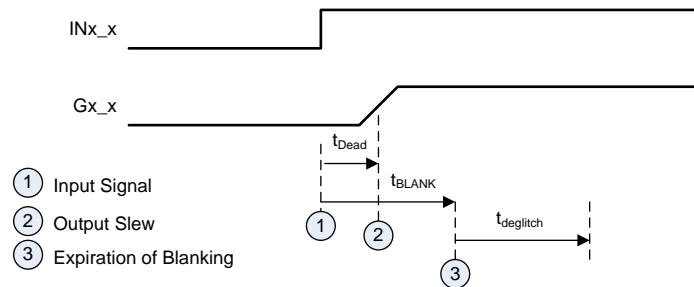 INx_x
Gx_x
tDead
tBLANK
1 Input Signal
2 Output Slew
3 Expiration of Blanking
1
2
tdeglitch
3